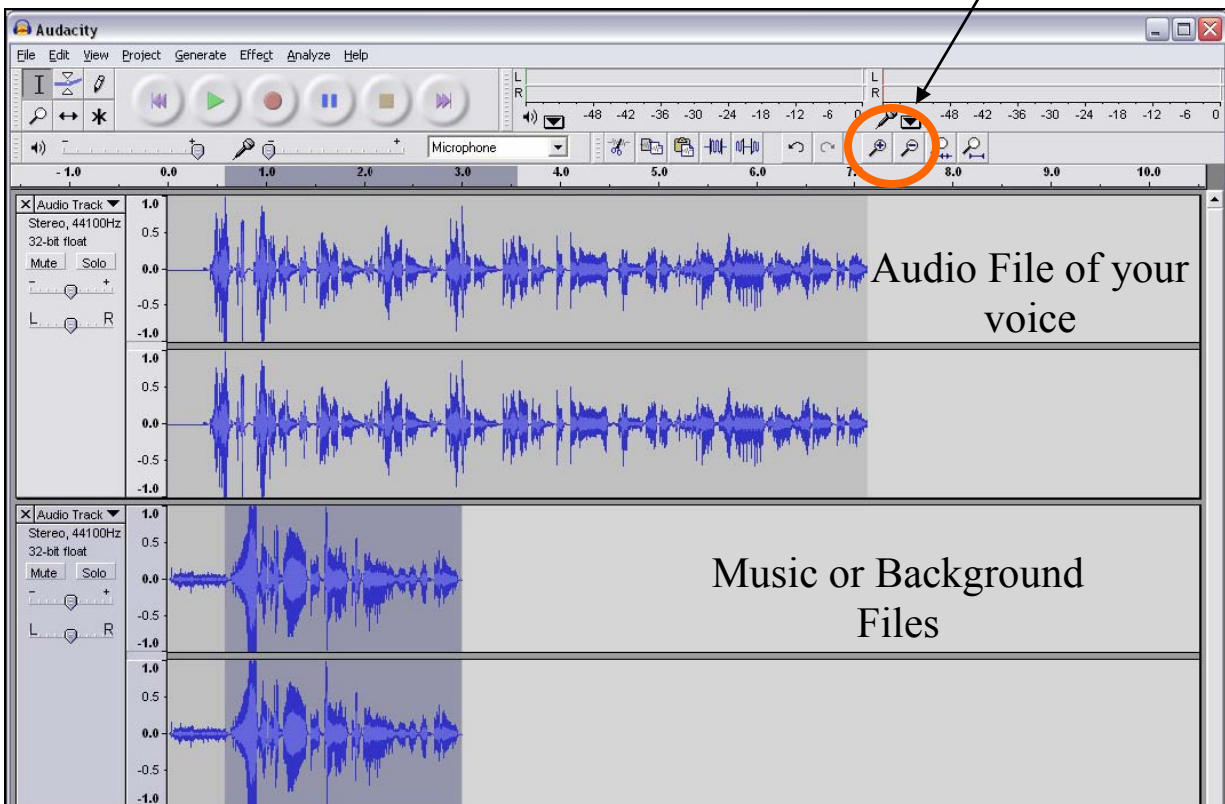 Audacity
File Edit View Project Generate Effect Analyze Help
L
R
-48 -42 -36 -30 -24 -18 -12 -6 0
L
R
-48 -42 -36 -30 -24 -18 -12 -6 0
- +
- +
Microphone
- 1.0 0.0 1.0 2.0 3.0 4.0 5.0 6.0 7. 8.0 9.0 10.0
Audio Track
Stereo, 44100Hz
32-bit float
Mute Solo
- +
L R
1.0
0.5
0.0
-0.5
-1.0
1.0
0.5
0.0
-0.5
-1.0
Audio File of your
voice
Audio Track
Stereo, 44100Hz
32-bit float
Mute Solo
- +
L R
1.0
0.5
0.0
-0.5
-1.0
1.0
0.5
0.0
-0.5
-1.0
Music or Background
Files